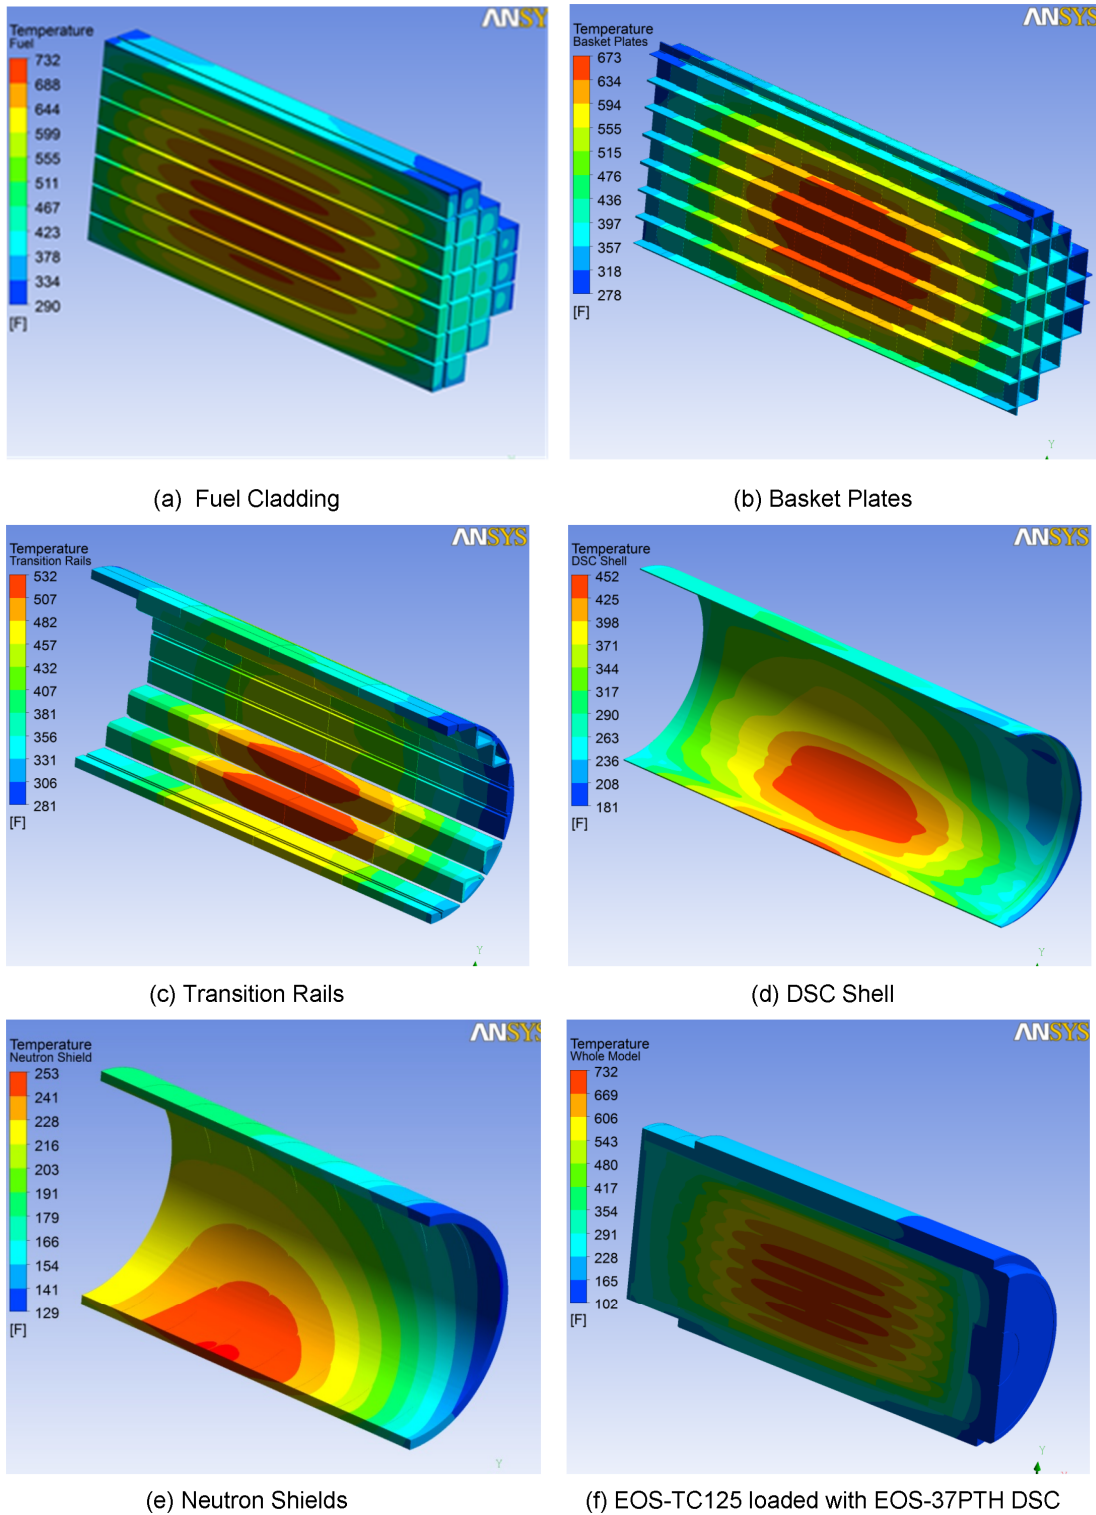 ANSY
Temperature
Fuel
732
688
644
599
555
511
467
423
378
334
290
[F]
ANSYS
Temperature
Basket Plates
673
634
594
555
515
476
436
397
357
318
278
[F]
Y
(a) Fuel Cladding
(b) Basket Plates
ANSYS
Temperature
Transition Rails
532
507
482
457
432
407
381
356
331
306
281
[F]
Y
ANSYS
Temperature
DSC Shell
452
425
398
371
344
317
290
263
236
208
181
[F]
Y
(c) Transition Rails
(d) DSC Shell
ANSYS
Temperature
Neutron Shield
253
241
228
216
203
191
179
166
154
141
129
[F]
Y
ANSYS
Temperature
Whole Model
732
669
606
543
480
417
354
291
228
165
102
[F]
Y
(e) Neutron Shields
(f) EOS-TC125 loaded with EOS-37PTH DSC